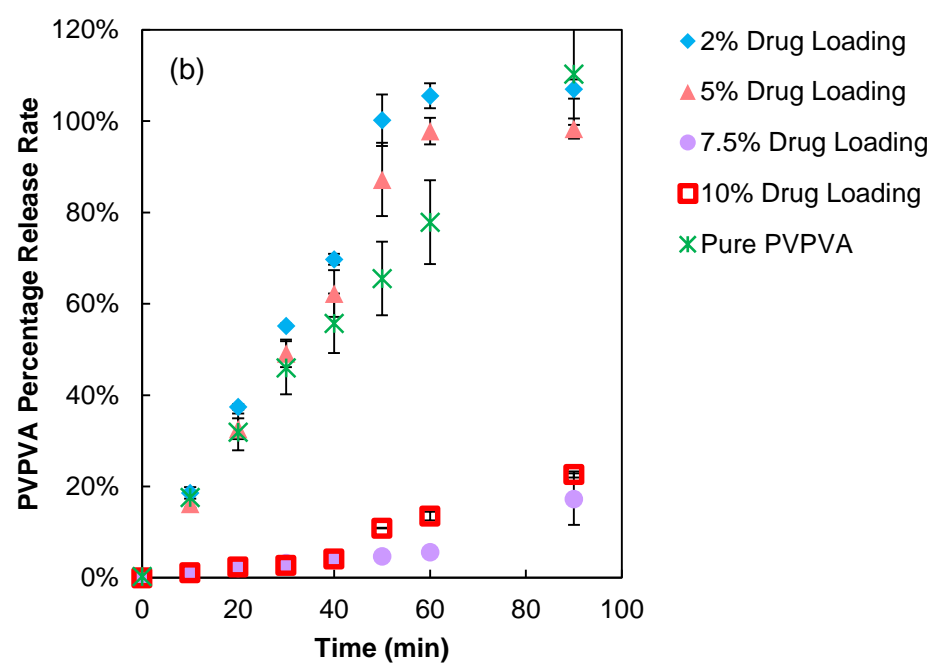 120%
100%
80%
60%
40%
20%
0%
PVPVA Percentage Release Rate
(b)
0
20
40
60
80
100
Time (min)
2% Drug Loading
5% Drug Loading
7.5% Drug Loading
10% Drug Loading
Pure PVPVA